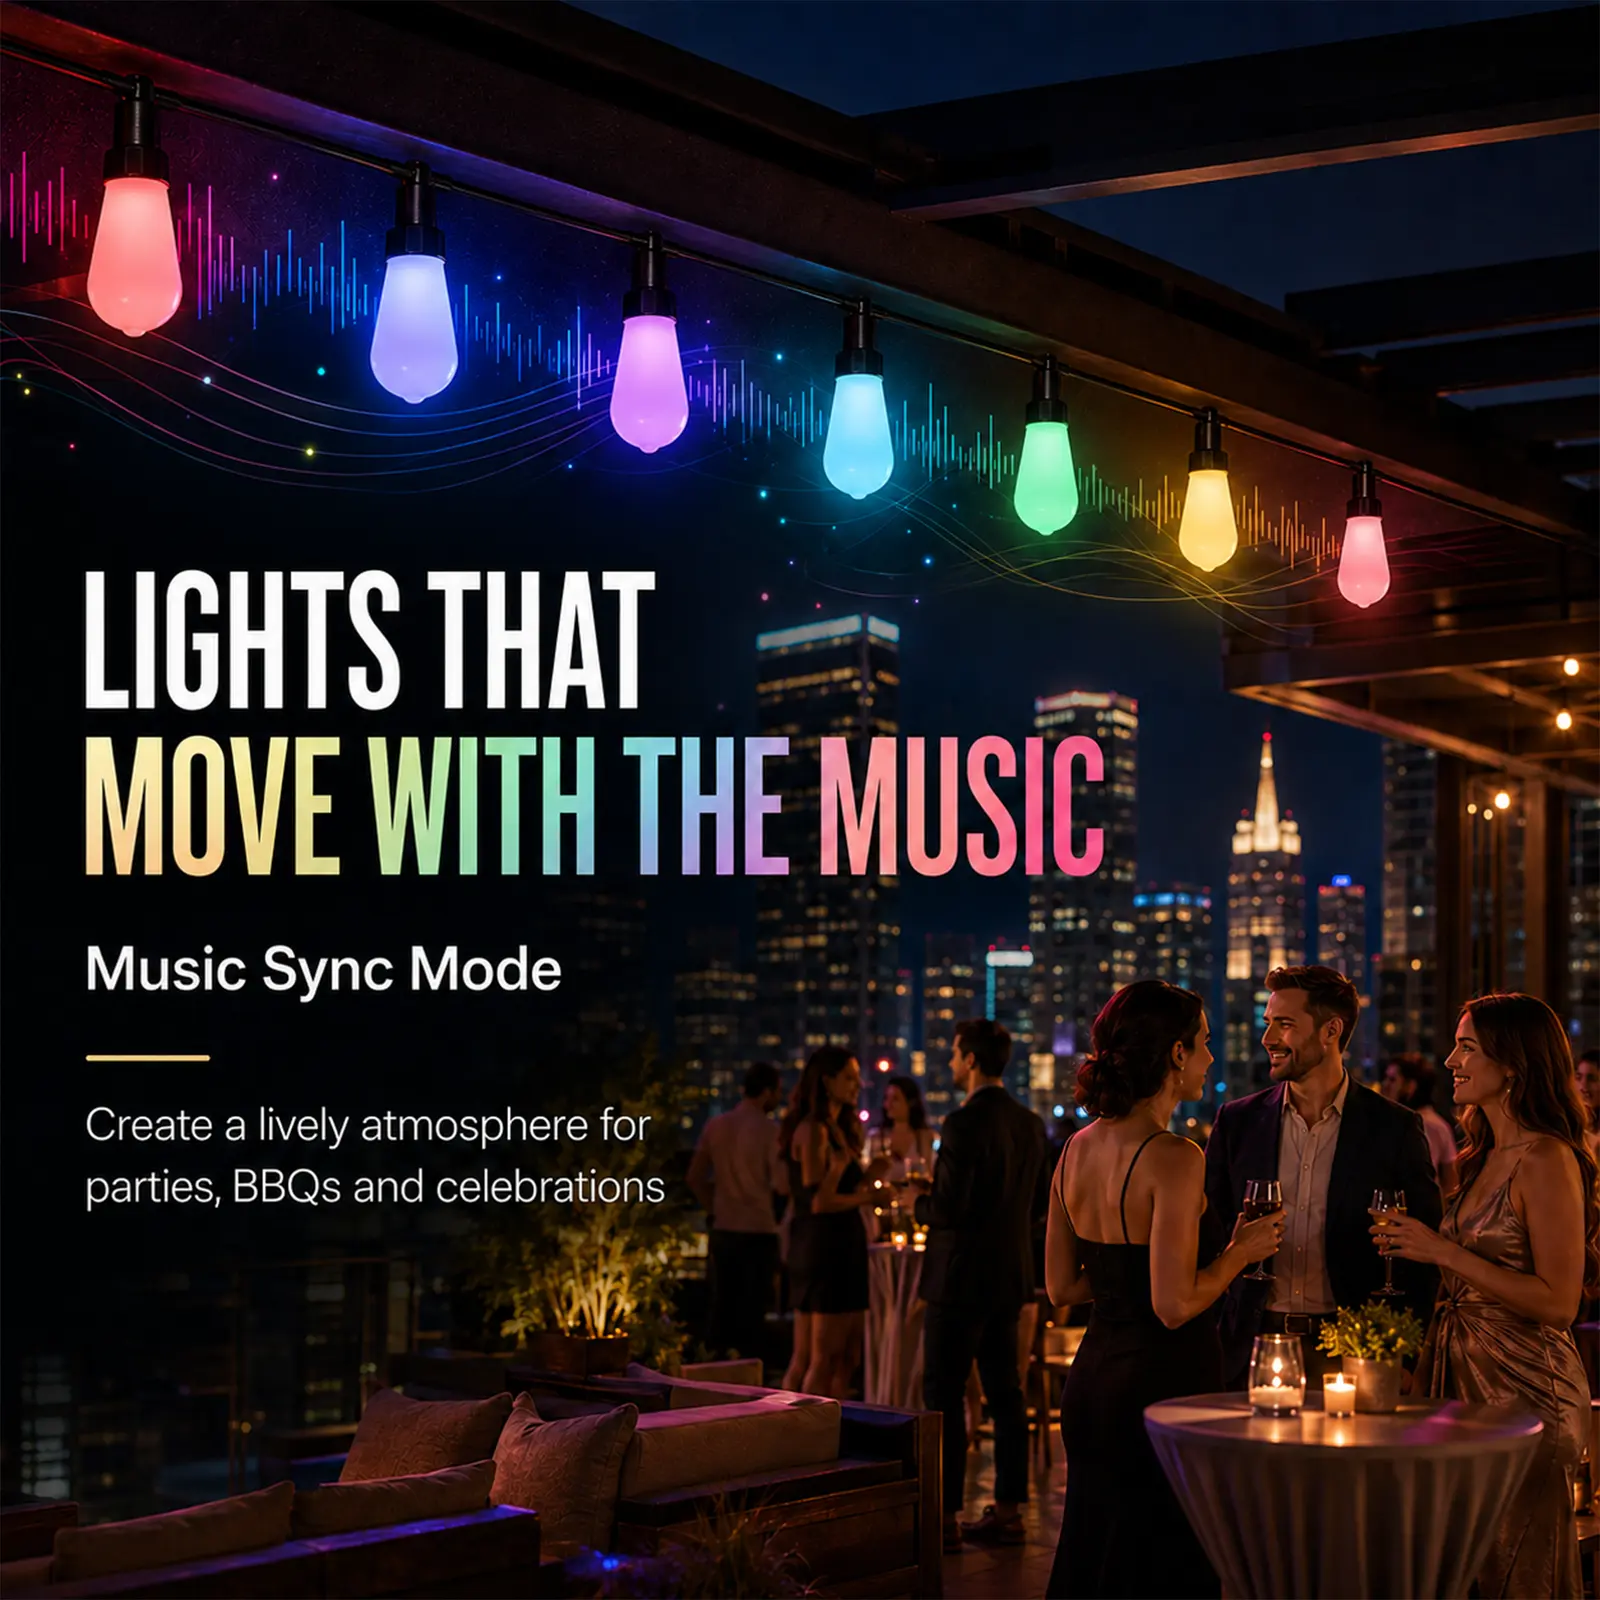 LIGHTS THAT
MOVE WITH THE MUSIC
Music Sync Mode
Create a lively atmosphere for
parties, BBQs and celebrations